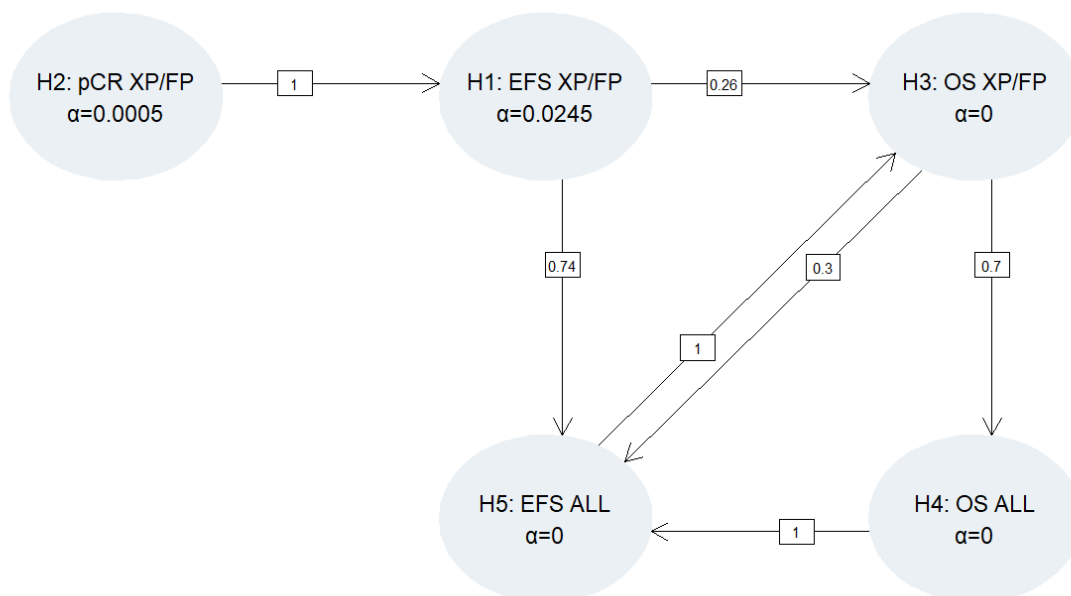 H2: pCR XP/FP
α=0.0005
1
H1: EFS XP/FP
α=0.0245
0.26
H3: OS XP/FP
α=0
0.74
0.3
0.7
1
H5: EFS ALL
α=0
1
H4: OS ALL
α=0